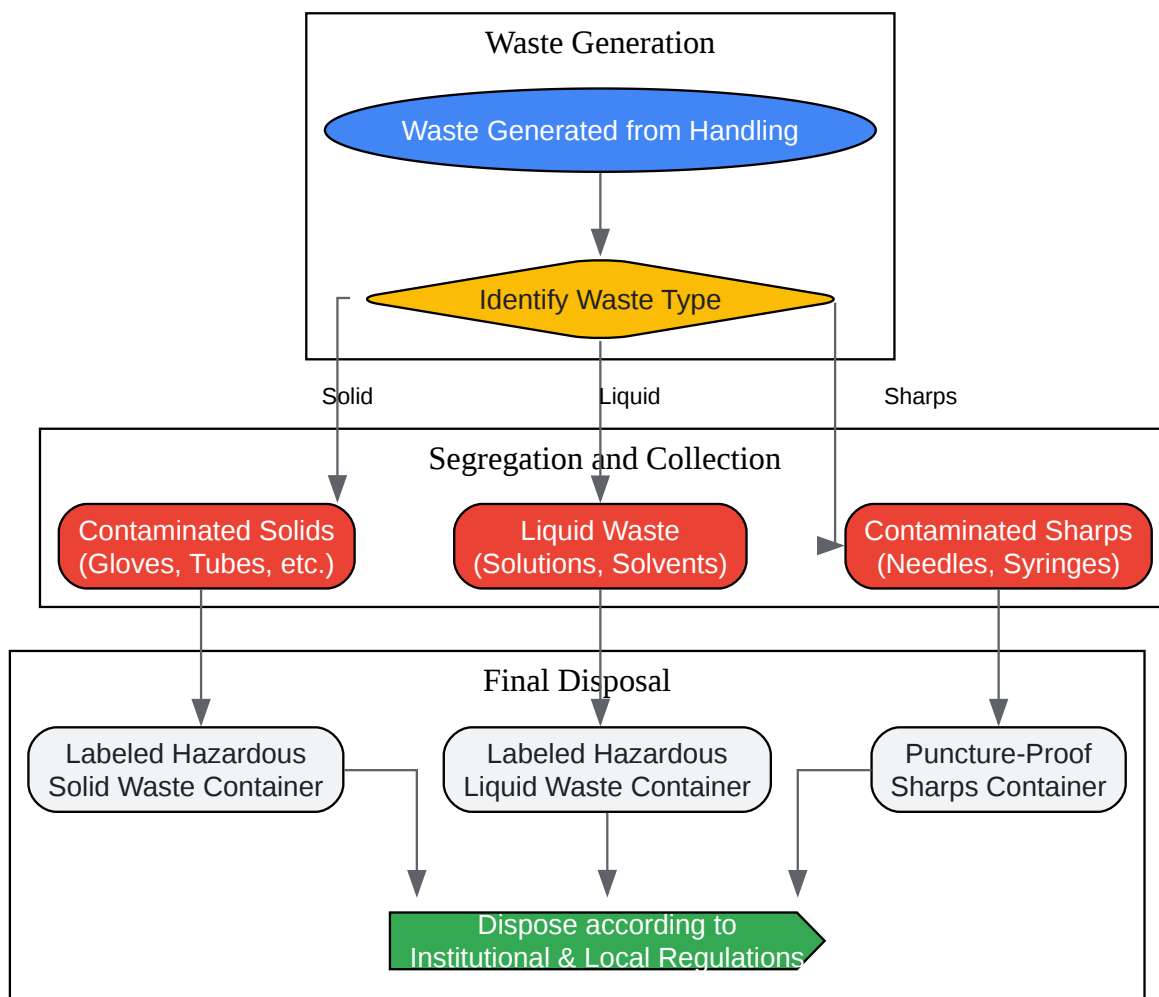 Waste Generation
Waste Generated from Handling
Identify Waste Type
Solid
Liquid
Sharps
Segregation and Collection
Contaminated Solids
(Gloves, Tubes, etc.)
Liquid Waste
(Solutions, Solvents)
Contaminated Sharps
(Needles, Syringes)
Final Disposal
Labeled Hazardous
Solid Waste Container
Labeled Hazardous
Liquid Waste Container
Puncture-Proof
Sharps Container
Dispose according to
Institutional & Local Regulations